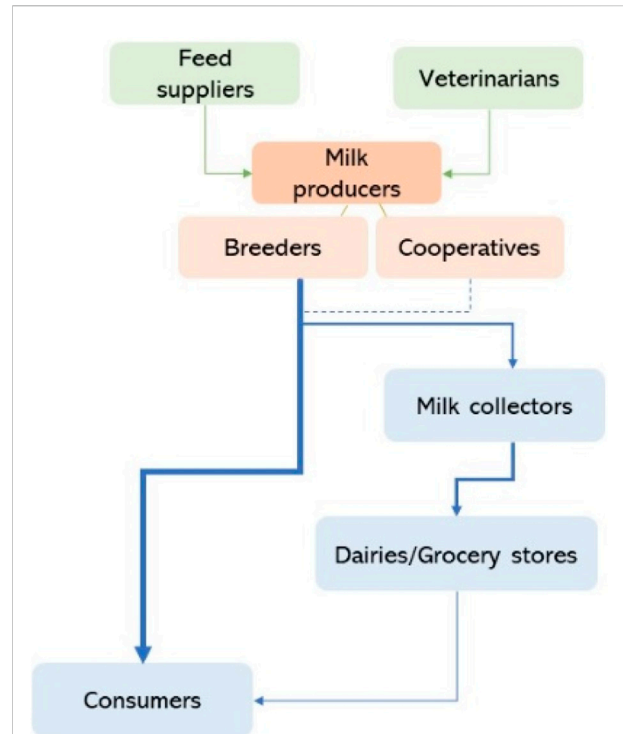 Feed
suppliers
Veterinarians
Milk
producers
Breeders
Cooperatives
Milk collectors
Dairies/Grocery stores
Consumers